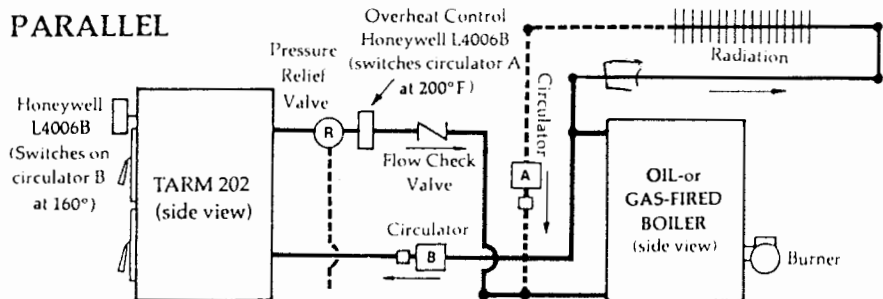 PARALLEL
Overheat Control
Honeywell L4006B
(switches circulator A
at 200°F)
Pressure
Relief
Valve
Radiation
Honeywell
L4006B
(Switches on
circulator B
at 160°)
R
Flow Check
Valve
Circulator
A
TARM 202
(side view)
OIL-or
GAS-FIRED
BOILER
(side view)
Circulator
B
Burner